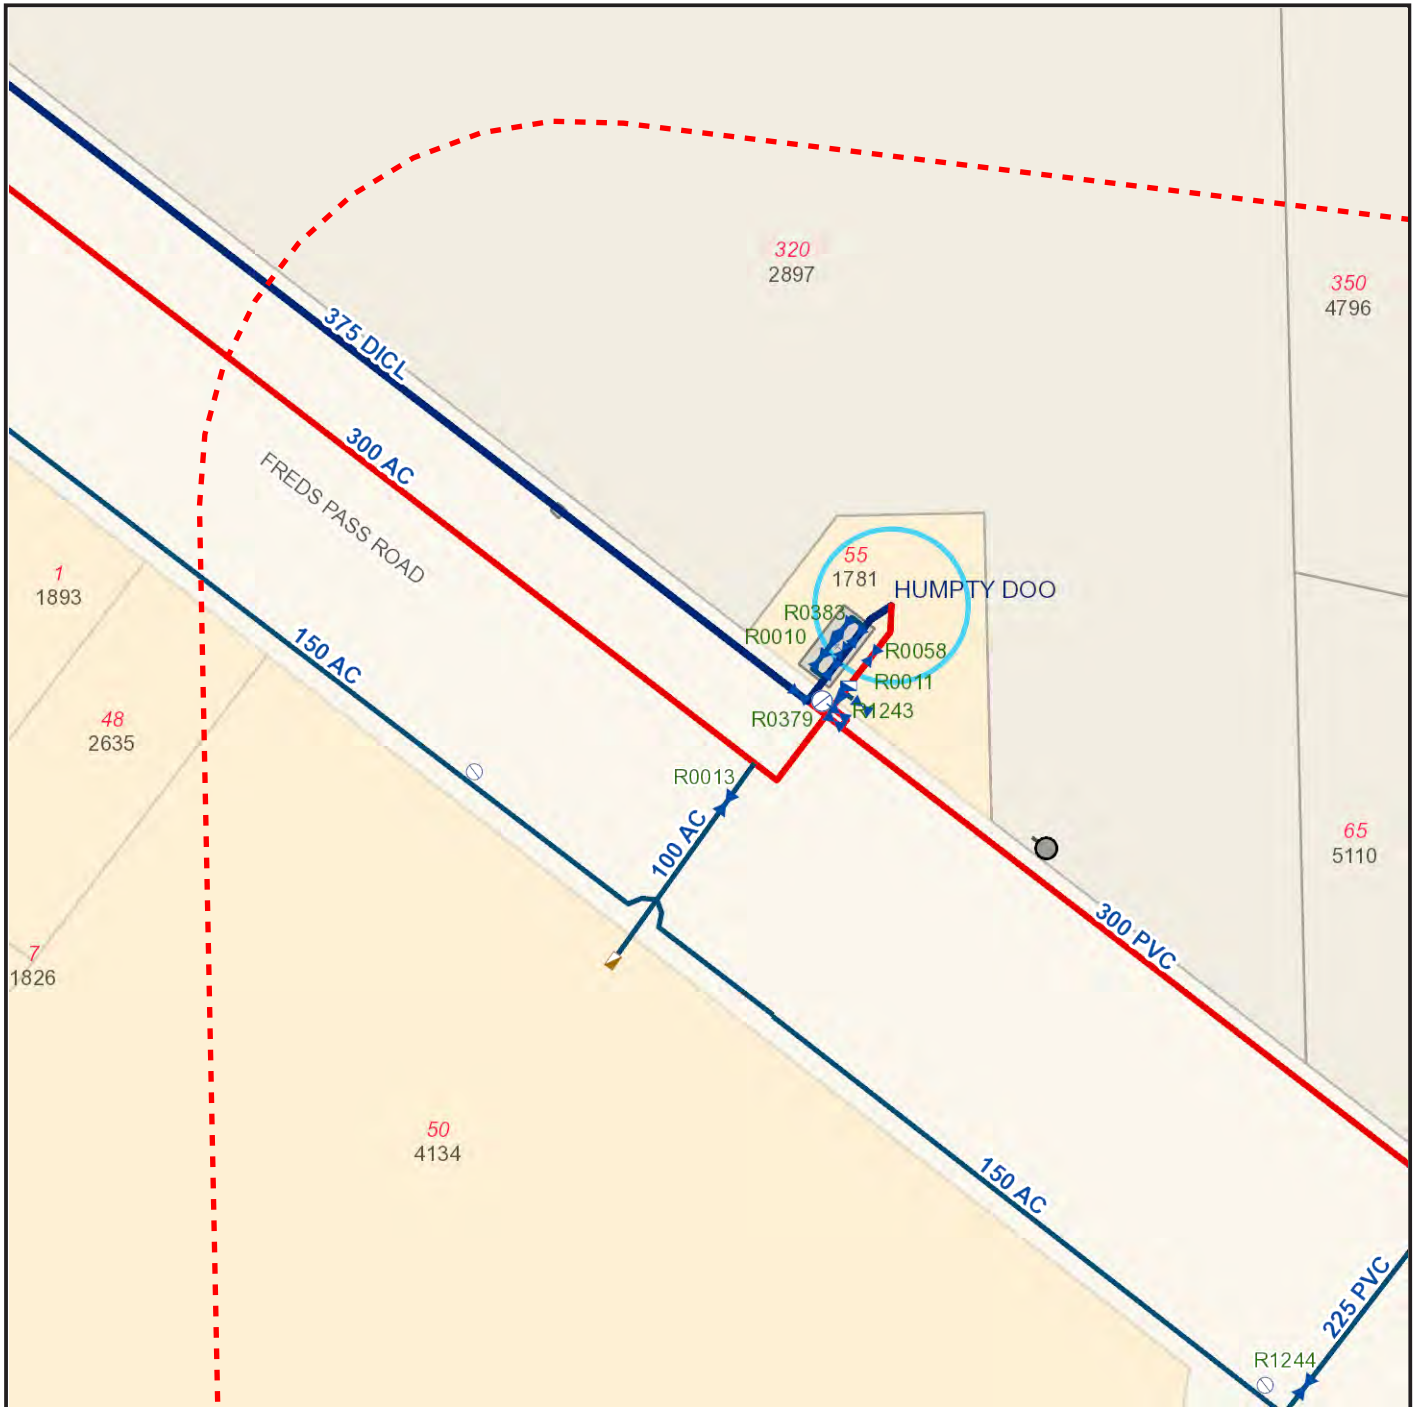 320
2897
350
4796
375 DICL
300 AC
FREDS PASS ROAD
55
1781
HUMPTY DOO
1
1893
R0383
R0010
R0058
150 AC
R0011
R1243
R0379
48
2635
R0013
65
5110
100 AC
300 PVC
7
1826
50
4134
150 AC
225 PVC
R1244